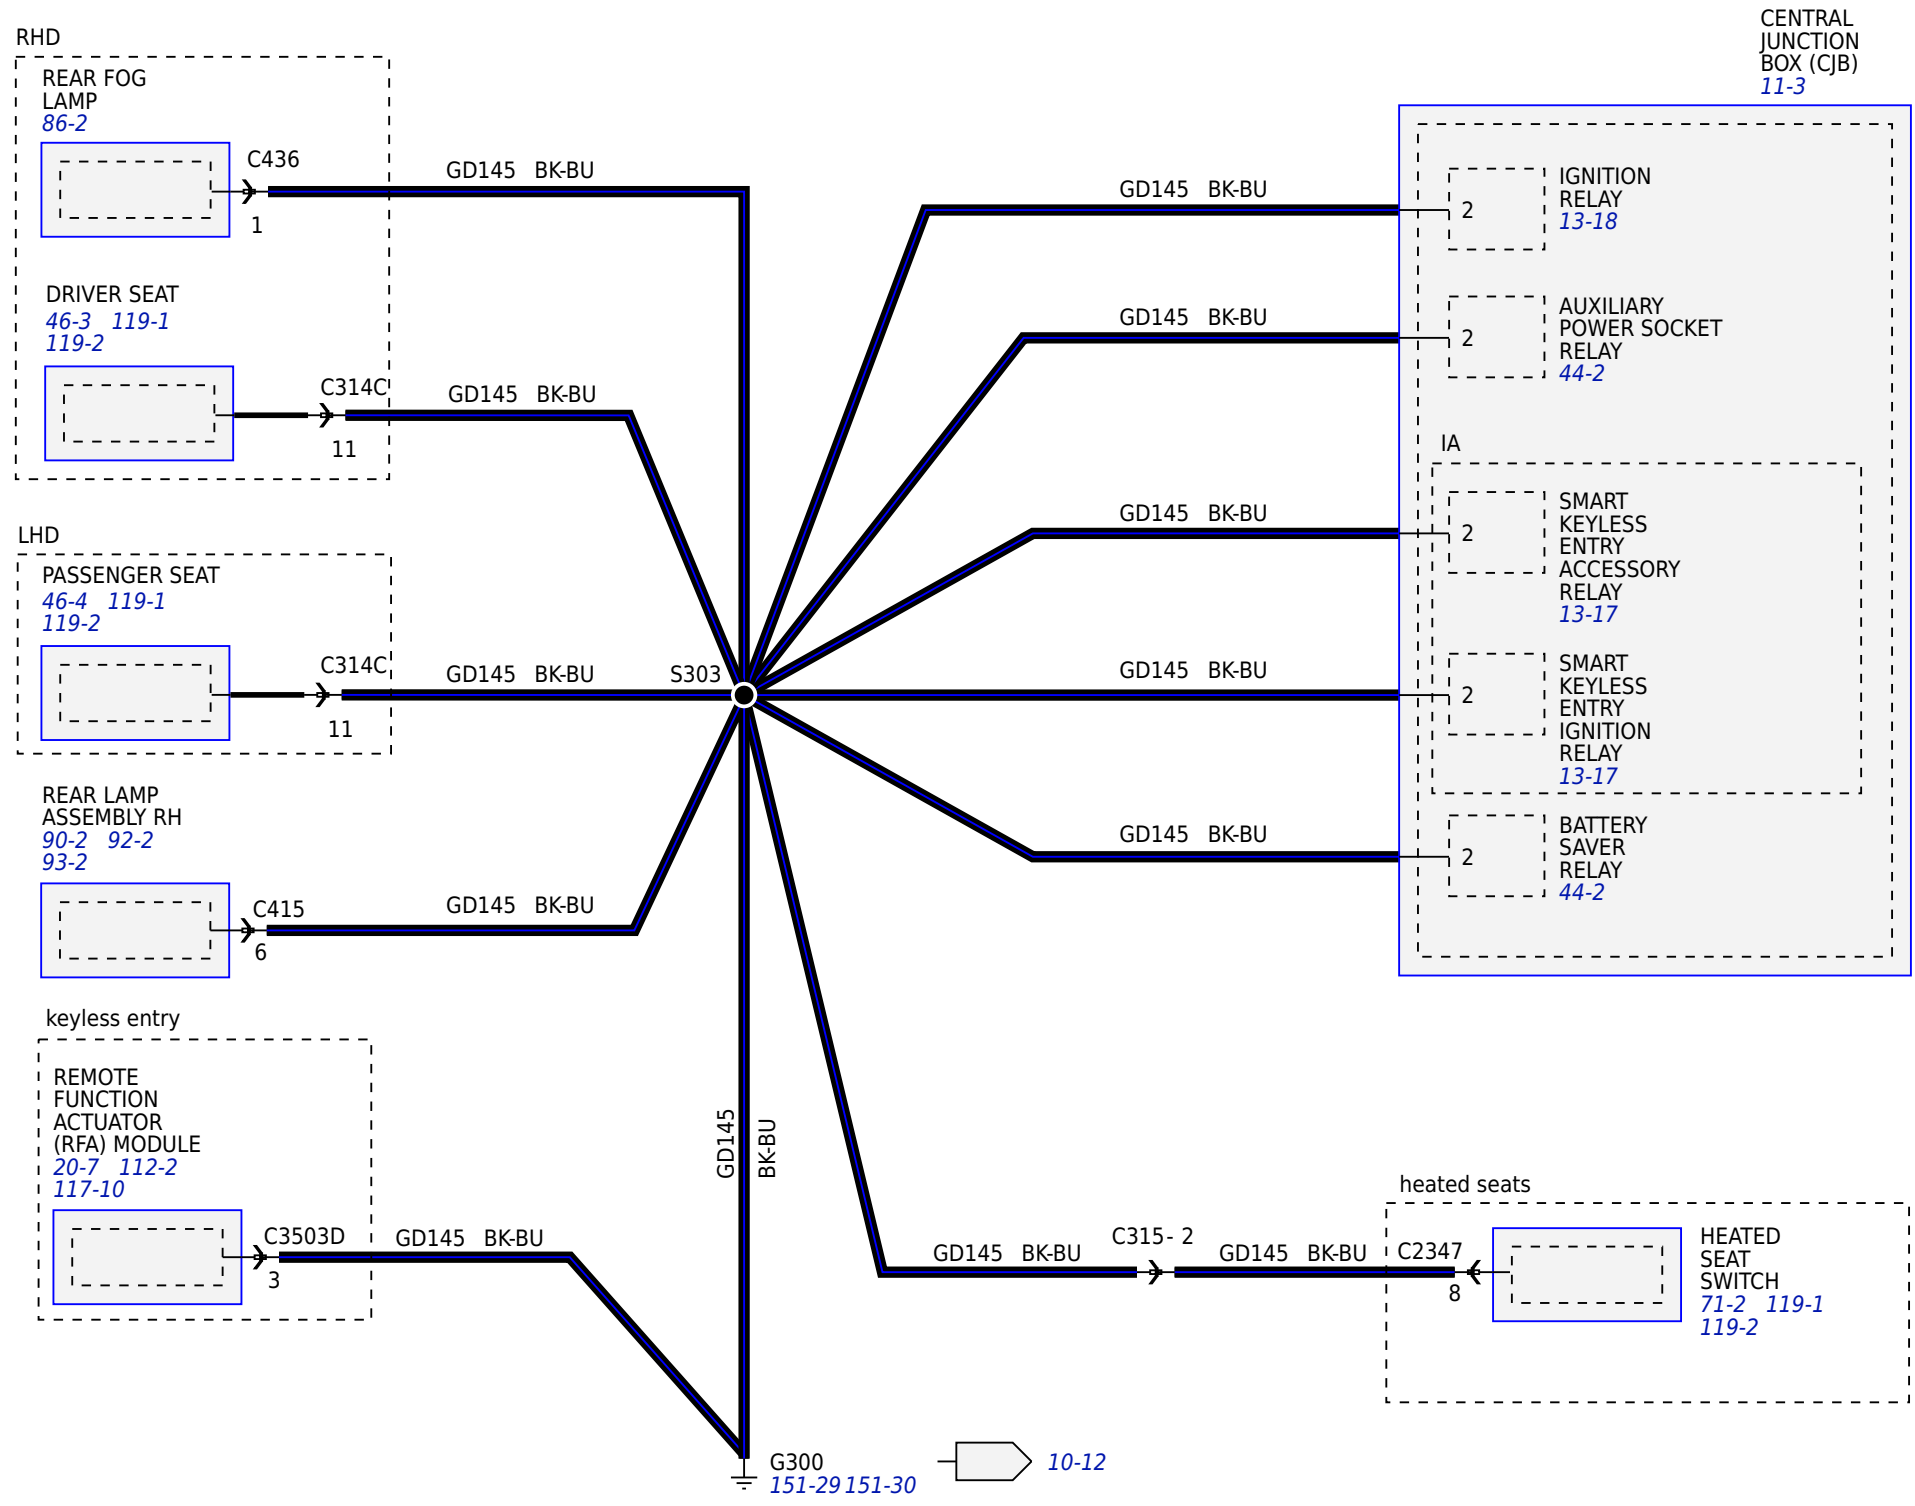 RHD
REAR FOG
LAMP
86-2
C436
1
GD145 BK-BU
DRIVER SEAT
46-3 119-1
119-2
C314C
11
GD145 BK-BU
LHD
PASSENGER SEAT
46-4 119-1
119-2
C314C
11
GD145 BK-BU
S303
REAR LAMP
ASSEMBLY RH
90-2 92-2
93-2
C415
6
GD145 BK-BU
keyless entry
REMOTE
FUNCTION
ACTUATOR
(RFA) MODULE
20-7 112-2
117-10
C3503D
3
GD145 BK-BU
GD145
BK-BU
G300
151-29 151-30
10-12
CENTRAL
JUNCTION
BOX (CJB)
11-3
GD145 BK-BU
2
IGNITION
RELAY
13-18
GD145 BK-BU
2
AUXILIARY
POWER SOCKET
RELAY
44-2
IA
GD145 BK-BU
2
SMART
KEYLESS
ENTRY
ACCESSORY
RELAY
13-17
GD145 BK-BU
2
SMART
KEYLESS
ENTRY
IGNITION
RELAY
13-17
GD145 BK-BU
2
BATTERY
SAVER
RELAY
44-2
GD145 BK-BU
C315- 2
GD145 BK-BU
heated seats
C2347
8
HEATED
SEAT
SWITCH
71-2 119-1
119-2